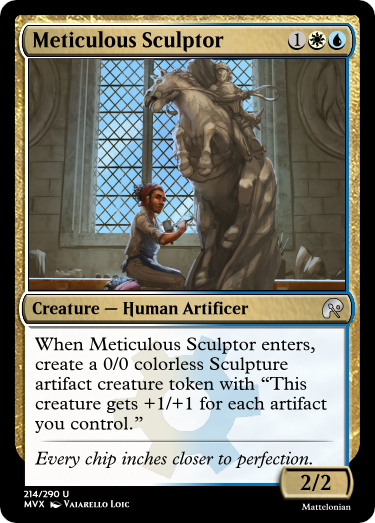 Meticulous Sculptor 1
Creature — Human Artificer
When Meticulous Sculptor enters,
create a 0/0 colorless Sculpture
artifact creature token with “This
creature gets +1/+1 for each artifact
you control.”
Every chip inches closer to perfection.
2/2
214/290 U
MVX Vaiarello Loic
Mattelonian